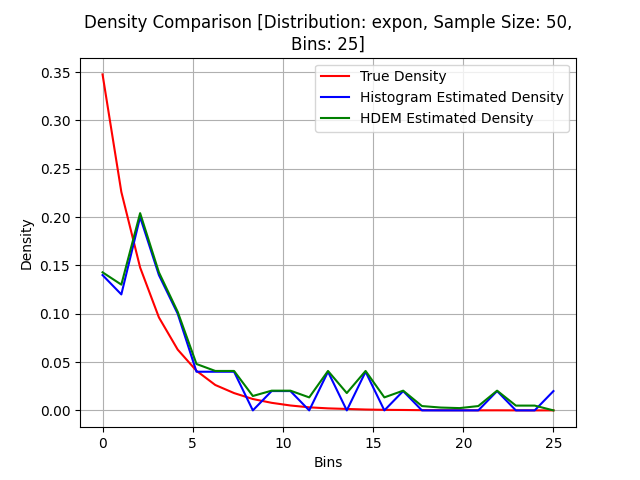 Density Comparison [Distribution: expon, Sample Size: 50,
Bins: 25]
True Density
Histogram Estimated Density
HDEM Estimated Density
Density
0.35
0.30
0.25
0.20
0.15
0.10
0.05
0.00
0 5 10 15 20 25
Bins